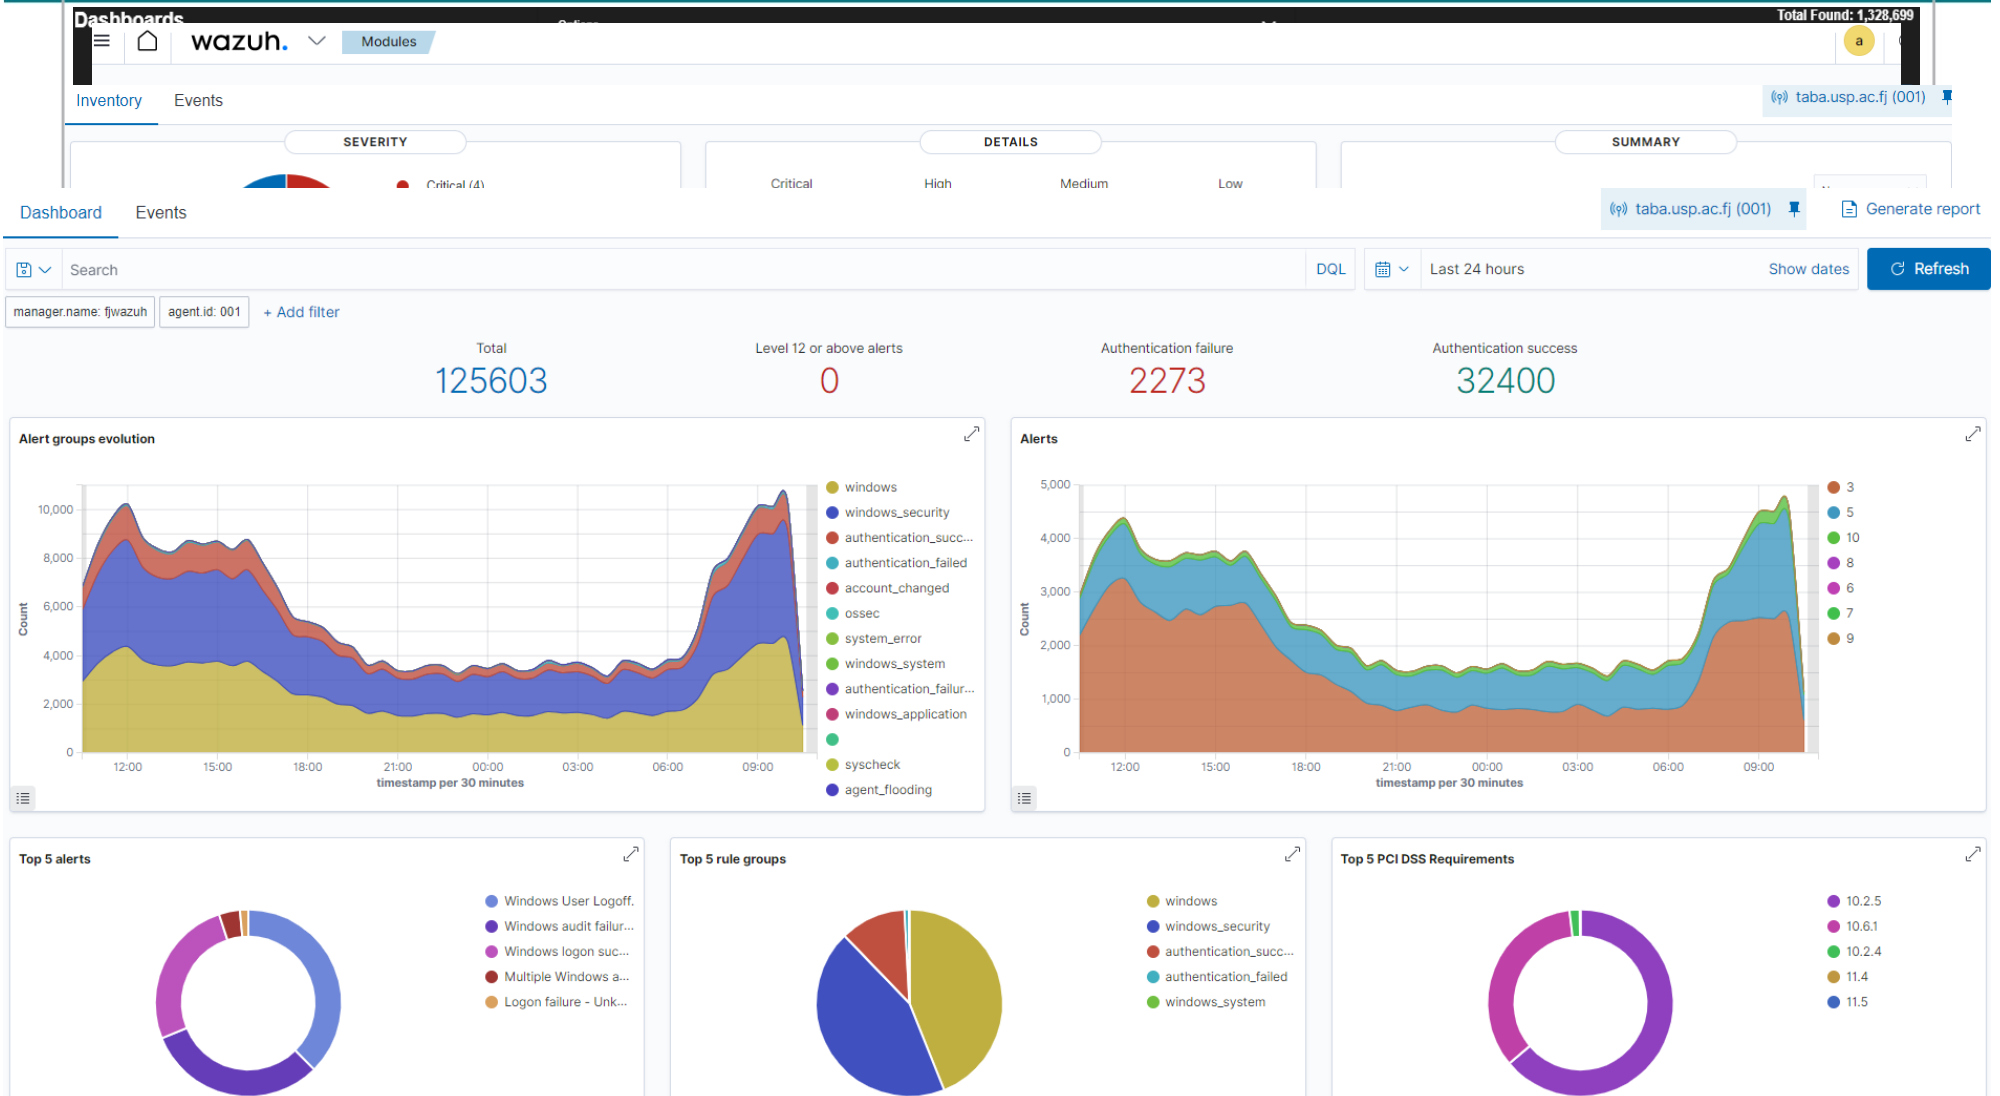 Dashboards
Total Found: 1,328,699
wazuh.
Modules
a
Inventory
Events
taba.usp.ac.fj (001)
SEVERITY
DETAILS
SUMMARY
Critical (4)
Critical
High
Medium
Low
Dashboard
Events
taba.usp.ac.fj (001)
Generate report
Search
DQL
Last 24 hours
Show dates
Refresh
manager.name: fjwazuh
agent.id: 001
+ Add filter
Total
Level 12 or above alerts
Authentication failure
Authentication success
125603
0
2273
32400
Alert groups evolution
10,000
8,000
6,000
4,000
2,000
0
Count
12:00
15:00
18:00
21:00
00:00
03:00
06:00
09:00
timestamp per 30 minutes
windows
windows_security
authentication_succ...
authentication_failed
account_changed
ossec
system_error
windows_system
authentication_failur...
windows_application
syscheck
agent_flooding
Alerts
5,000
4,000
3,000
2,000
1,000
0
Count
12:00
15:00
18:00
21:00
00:00
03:00
06:00
09:00
timestamp per 30 minutes
3
5
10
8
6
7
9
Top 5 alerts
Windows User Logoff.
Windows audit failur...
Windows logon suc...
Multiple Windows a...
Logon failure - Unk...
Top 5 rule groups
windows
windows_security
authentication_succ...
authentication_failed
windows_system
Top 5 PCI DSS Requirements
10.2.5
10.6.1
10.2.4
11.4
11.5